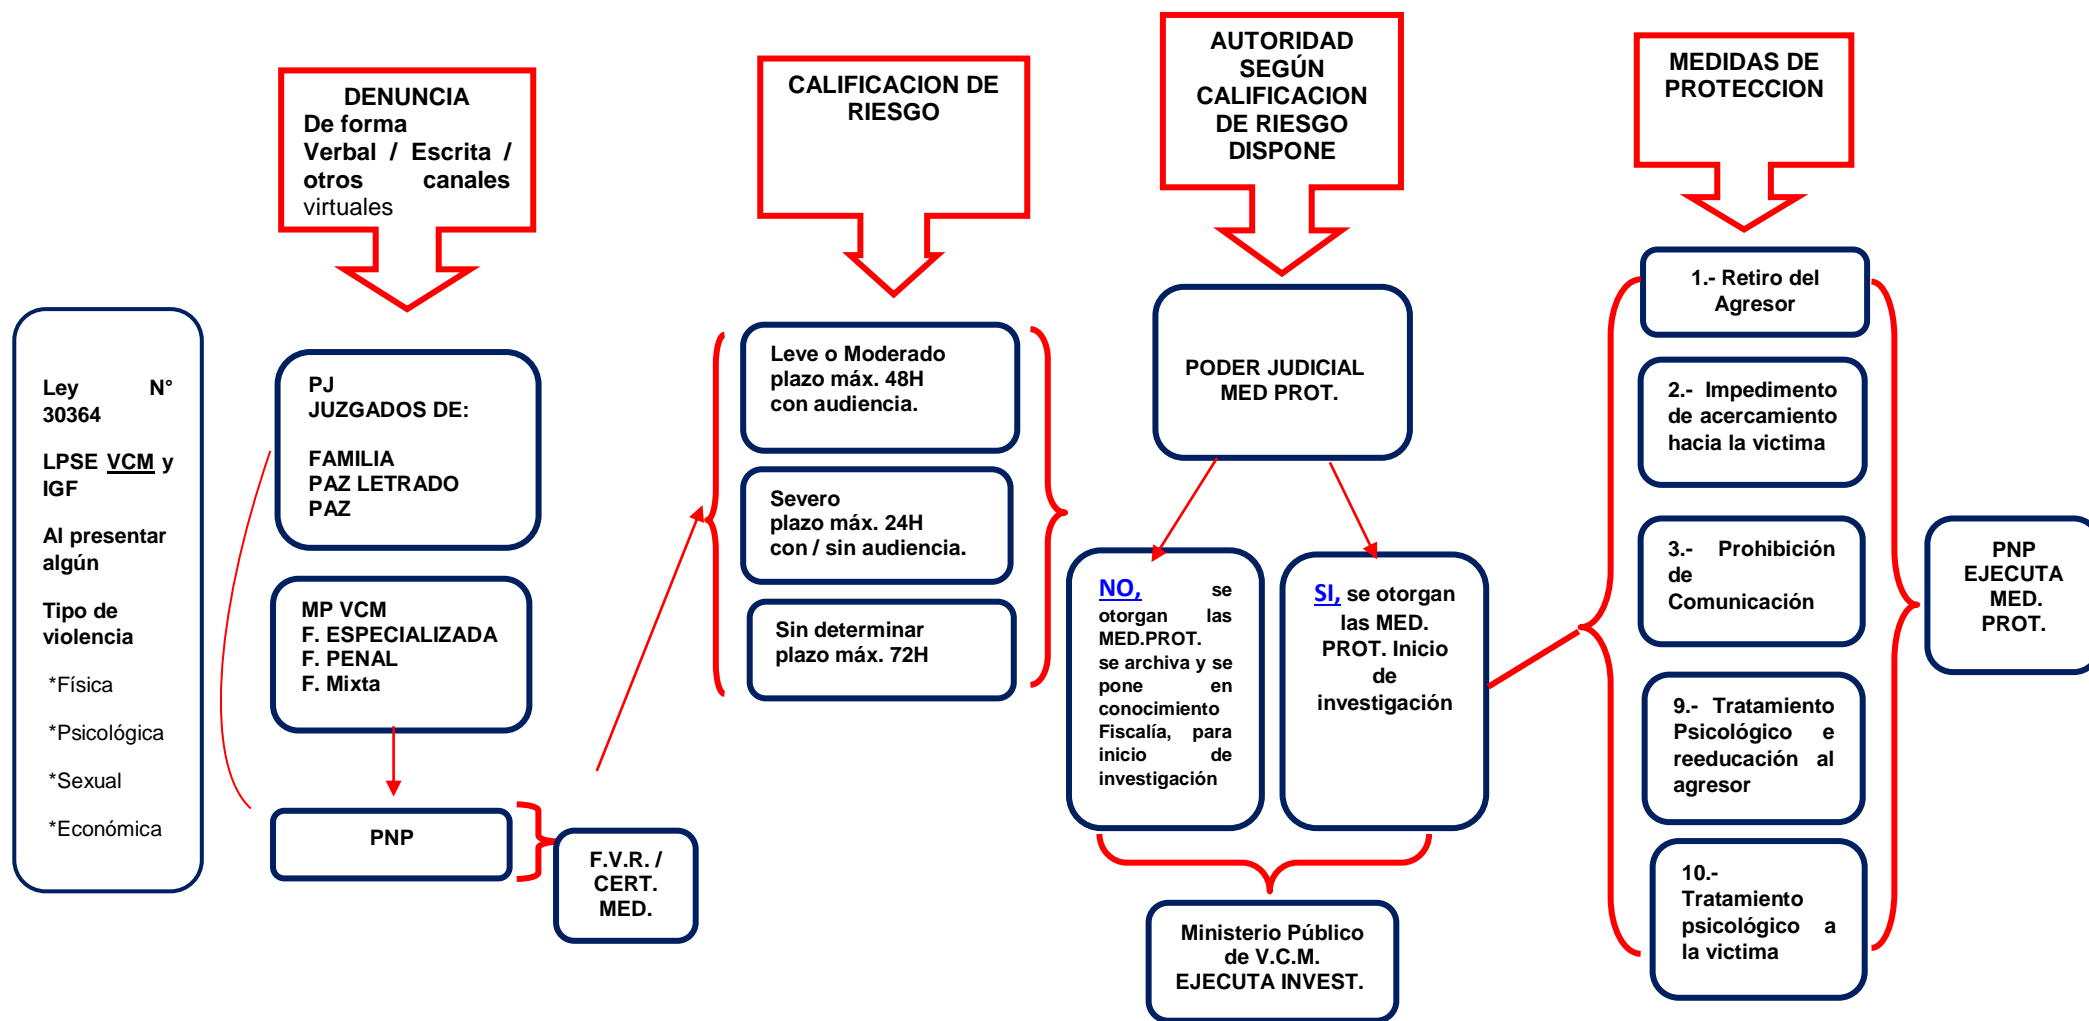 DENUNCIA
De forma
Verbal / Escrita /
otros canales
virtuales
CALIFICACION DE
RIESGO
AUTORIDAD
SEGÚN
CALIFICACION
DE RIESGO
DISPONE
MEDIDAS DE
PROTECCION
Ley N°
30364
LPSE VCM y
IGF
Al presentar
algún
Tipo de
violencia
*Física
*Psicológica
*Sexual
*Económica
PJ
JUZGADOS DE:
FAMILIA
PAZ LETRADO
PAZ
MP VCM
F. ESPECIALIZADA
F. PENAL
F. Mixta
PNP
F.V.R. /
CERT.
MED.
Leve o Moderado
plazo máx. 48H
con audiencia.
Severo
plazo máx. 24H
con / sin audiencia.
Sin determinar
plazo máx. 72H
PODER JUDICIAL
MED PROT.
NO, se
otorgan las
MED.PROT.
se archiva y se
pone en
conocimiento
Fiscalía, para
inicio de
investigación
SI, se otorgan
las MED.
PROT. Inicio
de
investigación
Ministerio Público
de V.C.M.
EJECUTA INVEST.
1.- Retiro del
Agresor
2.- Impedimento
de acercamiento
hacia la victima
3.- Prohibición
de
Comunicación
9.- Tratamiento
Psicológico e
reeducación al
agresor
10.-
Tratamiento
psicológico a
la victima
PNP
EJECUTA
MED.
PROT.